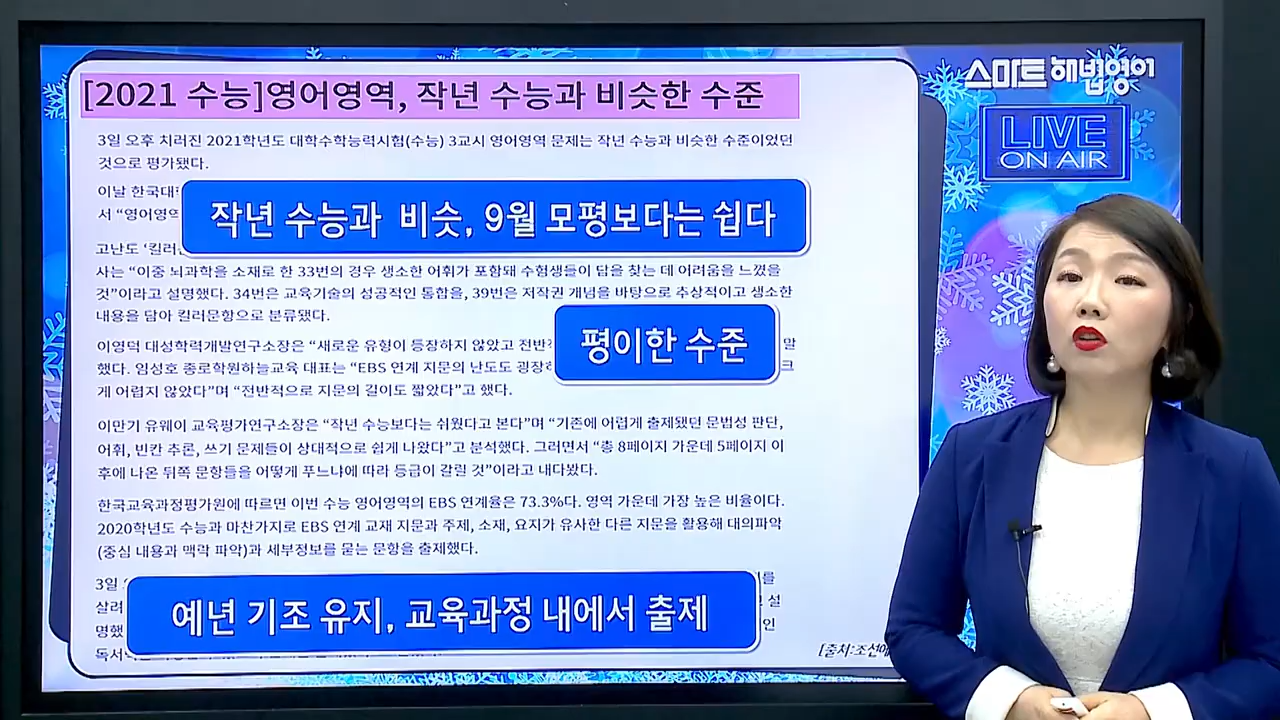 [2021 수능]영어영역, 작년 수능과 비슷한 수준
스마트 해법영어
LIVE
ON AIR
3일 오후 치러진 2021학년도 대학수학능력시험(수능) 3교시 영어영역 문제는 작년 수능과 비슷한 수준이었던
것으로 평가됐다.
이날 한국대
서 “영어영역
작년 수능과 비슷, 9월 모평보다는 쉽다
고난도 ‘킬러
사는 “이중 뇌과학을 소재로 한 33번의 경우 생소한 어휘가 포함돼 수험생들이 답을 찾는 데 어려움을 느꼈을
것”이라고 설명했다. 34번은 교육기술의 성공적인 통합을, 39번은 저작권 개념을 바탕으로 추상적이고 생소한
내용을 담아 킬러문항으로 분류됐다.
평이한 수준
이영덕 대성학력개발연구소장은 “새로운 유형이 등장하지 않았고 전반 말
했다. 임성호 종로학원하늘교육 대표는 “EBS 연계 지문의 난도도 굉장히 크
게 어렵지 않았다”며 “전반적으로 지문의 길이도 짧았다”고 했다.
이만기 유웨이 교육평가연구소장은 “작년 수능보다는 쉬웠다고 본다”며 “기존에 어렵게 출제됐던 문법성 판단,
어휘, 빈칸 추론, 쓰기 문제들이 상대적으로 쉽게 나왔다”고 분석했다. 그러면서 “총 8페이지 가운데 5페이지 이
후에 나온 뒤쪽 문항들을 어떻게 푸느냐에 따라 등급이 갈릴 것”이라고 내다봤다.
한국교육과정평가원에 따르면 이번 수능 영어영역의 EBS 연계율은 73.3%다. 영역 가운데 가장 높은 비율이다.
2020학년도 수능과 마찬가지로 EBS 연계 교재 지문과 주제, 소재, 요지가 유사한 다른 지문을 활용해 대의파악
(중심 내용과 맥락 파악)과 세부정보를 묻는 문항을 출제했다.
3일 를
살려 설
명했 인
예년 기조 유지, 교육과정 내에서 출제
[출처:조선에